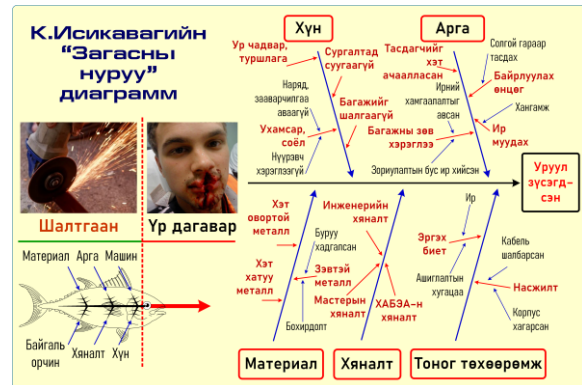 К.Исикавагийн
“Загасны
нуруу”
диаграмм
Шалтгаан
Үр дагавар
Материал
Арга
Машин
Байгаль
орчин
Хяналт
Хүн
Хүн
Ур чадвар,
туршлага
Сургалтад
суугаагүй
Наряд,
зааварчилгаа
аваагүй
Багажийг
шалгаагүй
Ухамсар,
соёл
Нүүрэвч
хэрэглээгүй
Арга
Тасдагчийг
хэт
ачаалласан
Солгой гараар
тасдах
Байрлуулах
өнцөг
Ирний
хамгаалалтыг
авсан
Хангамж
Багажны зөв
хэрэглээ
Ир
муудах
Зориулалтын бус ир хийсэн
Уруул
зүсэгд-
сэн
Хэт
овортой
металл
Буруу
хадгалсан
Хэт
хатуу
металл
Зэвтэй
металл
Бохирдолт
Материал
Инженерийн
хяналт
Мастерын
хяналт
ХАБЭА-н
хяналт
Хяналт
Ир
Эргэх
биет
Кабель
шалбарсан
Ашиглалтын
хугацаа
Насжилт
Корпус
хагарсан
Тоног төхөөрөмж